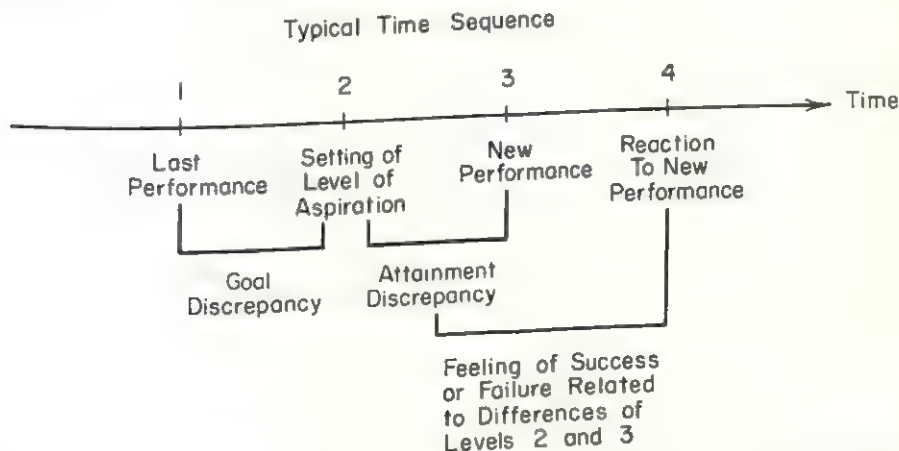 Typical Time Sequence
1 2 3 4
Time
Last
Performance
Setting of
Level of
Aspiration
New
Performance
Reaction
To New
Performance
Goal
Discrepancy
Attainment
Discrepancy
Feeling of Success
or Failure Related
to Differences of
Levels 2 and 3